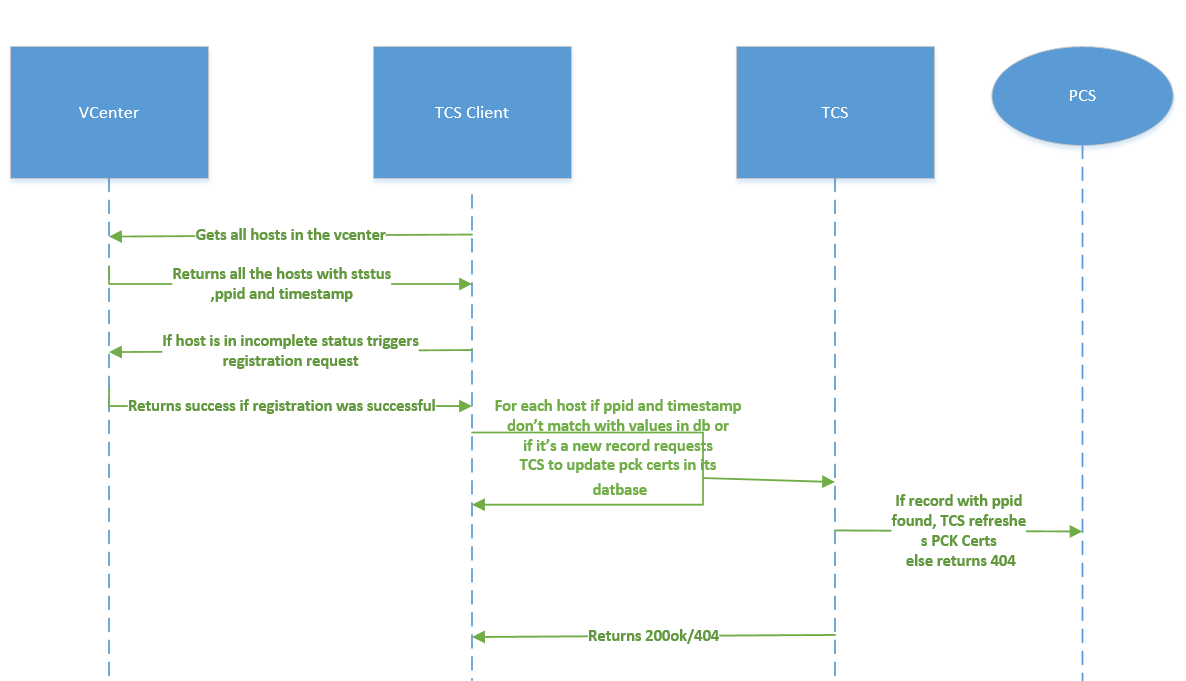 VCenter
TCS Client
TCS
PCS
Gets all hosts in the vcenter
Returns all the hosts with ststus
,ppid and timestamp
If host is in incomplete status triggers
registration request
Returns success if registration was successful
For each host if ppid and timestamp
don’t match with values in db or
if it’s a new record requests
TCS to update pck certs in its
datbase
If record with ppid
found, TCS refreshe
s PCK Certs
else returns 404
Returns 200ok/404